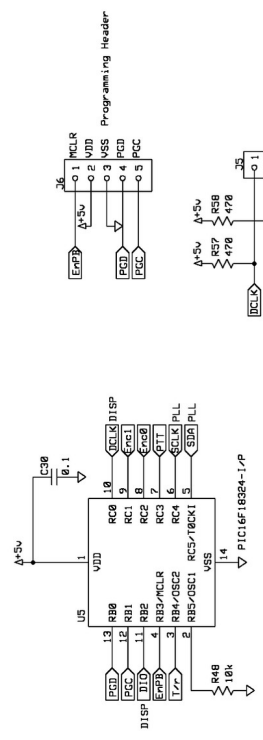 +5v
C30
0.1
1
VDD
U5
PGD 13 RB0 RC0 10 DCLK DISP
PGC 12 RB1 RC1 9 Enc1
DISP DIO 11 RB2 RC2 8 Enc0
EnPB 4 RB3/MCLR RC3 7 PTT
T/r 3 RB4/OSC2 RC4 6 SCLK PLL
2 RB5/OSC1 RC5/T0CKI 5 SDA PLL
VSS
14
PIC16F18324-I/P
R48
10k
J6
EnPB 1 MCLR
+5v 2 VDD
3 VSS
PGD 4 PGD
PGC 5 PGC
Programming Header
+5v +5v
R57 R58
470 470
J5
DCLK 1